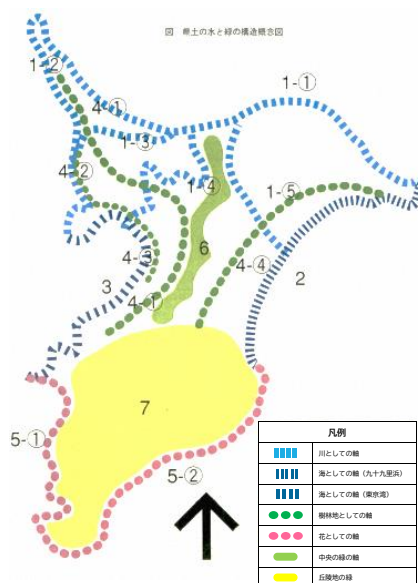 図 県土の水と緑の構造概念図
1-②
1-①
4-①
1-③
4-②
1-④
1-⑤
6
4-③
4-④
3
2
4-①
7
5-①
5-②
凡例
川としての軸
海としての軸(九十九里浜)
海としての軸(東京湾)
樹林地としての軸
花としての軸
中央の緑の軸
丘陵地の緑